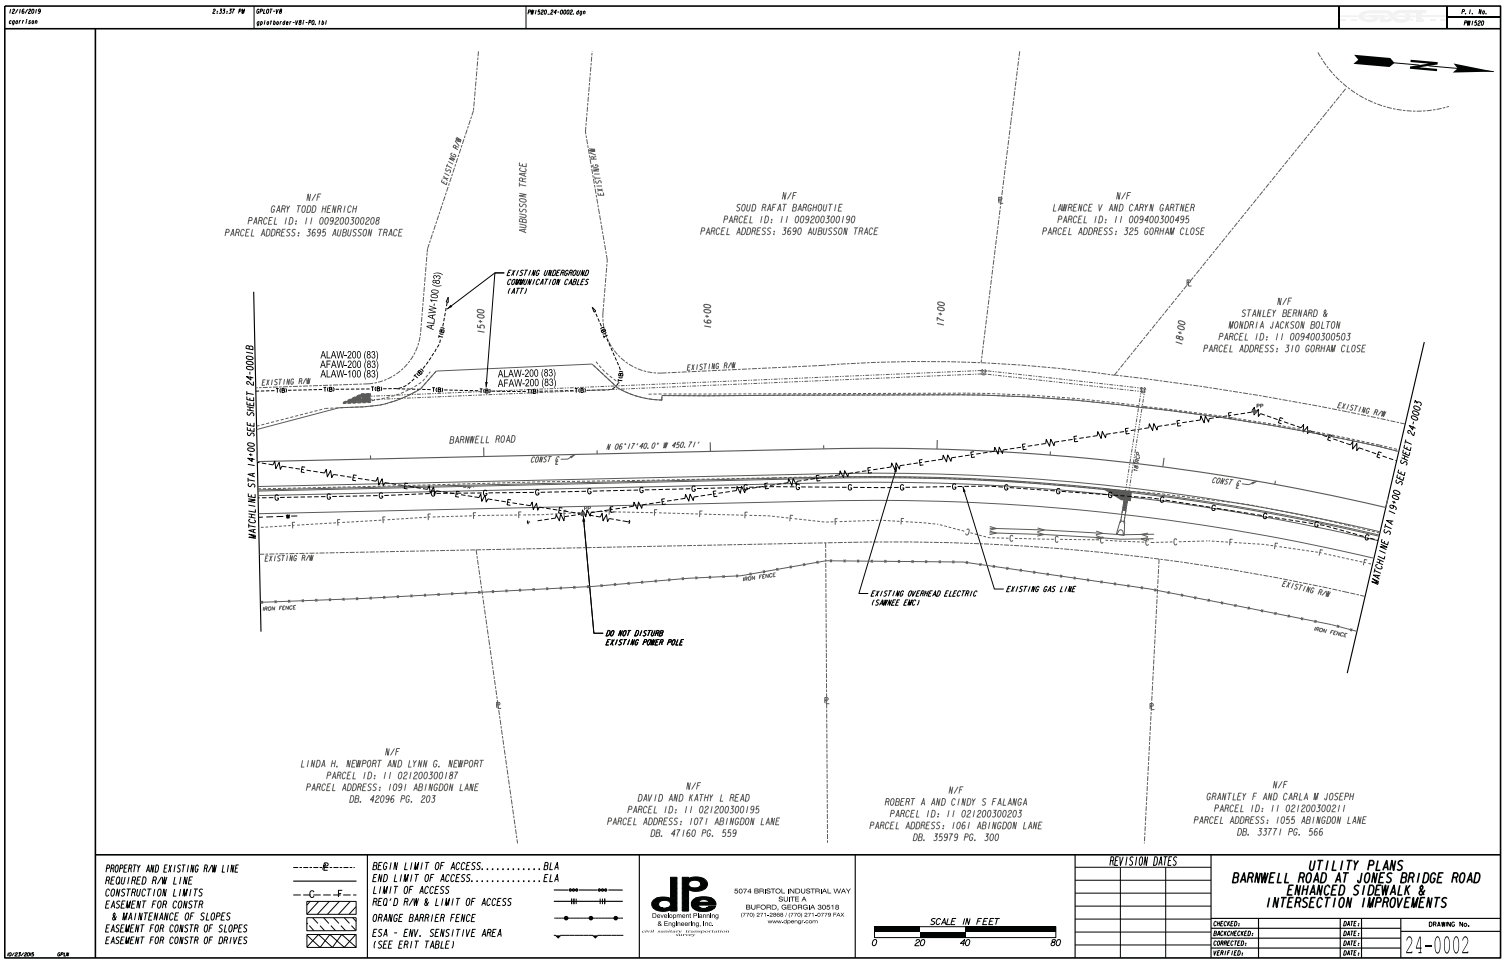 12/16/2019
2:33:37 PM
GPLOT-V8
PW1520_24-0002.dgn
cgarrison
gplotborder-V8i-PO.tbl
GDOT
P. I. No.
PW1520
N
EXISTING R/W
EXISTING R/W
AUBUSSON TRACE
N/F
GARY TODD HENRICH
PARCEL ID: 11 009200300208
PARCEL ADDRESS: 3695 AUBUSSON TRACE
N/F
SOUD RAFAT BARGHOUTIE
PARCEL ID: 11 009200300190
PARCEL ADDRESS: 3690 AUBUSSON TRACE
N/F
LAWRENCE V AND CARYN GARTNER
PARCEL ID: 11 009400300495
PARCEL ADDRESS: 325 GORHAM CLOSE
N/F
STANLEY BERNARD &
MONDRIA JACKSON BOLTON
PARCEL ID: 11 009400300503
PARCEL ADDRESS: 310 GORHAM CLOSE
EXISTING UNDERGROUND
COMMUNICATION CABLES
(ATT)
ALAW-100 (83)
15+00
16+00
17+00
18+00
ALAW-200 (83)
AFAW-200 (83)
ALAW-100 (83)
ALAW-200 (83)
AFAW-200 (83)
EXISTING R/W
EXISTING R/W
EXISTING R/W
MATCHLINE STA 14+00 SEE SHEET 24-0001B
MATCHLINE STA 19+00 SEE SHEET 24-0003
BARNWELL ROAD
N 06°17'40.0" W 450.71'
CONST ℄
CONST ℄
EXISTING R/W
EXISTING R/W
IRON FENCE
IRON FENCE
IRON FENCE
EXISTING OVERHEAD ELECTRIC
(SAWNEE EMC)
EXISTING GAS LINE
DO NOT DISTURB
EXISTING POWER POLE
N/F
LINDA H. NEWPORT AND LYNN G. NEWPORT
PARCEL ID: 11 021200300187
PARCEL ADDRESS: 1091 ABINGDON LANE
DB. 42096 PG. 203
N/F
DAVID AND KATHY L READ
PARCEL ID: 11 021200300195
PARCEL ADDRESS: 1071 ABINGDON LANE
DB. 47160 PG. 559
N/F
ROBERT A AND CINDY S FALANGA
PARCEL ID: 11 021200300203
PARCEL ADDRESS: 1061 ABINGDON LANE
DB. 35979 PG. 300
N/F
GRANTLEY F AND CARLA M JOSEPH
PARCEL ID: 11 021200300211
PARCEL ADDRESS: 1055 ABINGDON LANE
DB. 33771 PG. 566
PROPERTY AND EXISTING R/W LINE
REQUIRED R/W LINE
CONSTRUCTION LIMITS C F
EASEMENT FOR CONSTR
& MAINTENANCE OF SLOPES
EASEMENT FOR CONSTR OF SLOPES
EASEMENT FOR CONSTR OF DRIVES
BEGIN LIMIT OF ACCESS...........BLA
END LIMIT OF ACCESS.............ELA
LIMIT OF ACCESS
REQ'D R/W & LIMIT OF ACCESS
ORANGE BARRIER FENCE
ESA - ENV. SENSITIVE AREA
(SEE ERIT TABLE)
dpe
Development Planning
& Engineering, Inc.
civil sanitary transportation
survey
5074 BRISTOL INDUSTRIAL WAY
SUITE A
BUFORD, GEORGIA 30518
(770) 271-2868 / (770) 271-0779 FAX
www.dpengr.com
SCALE IN FEET
0 20 40 80
REVISION DATES
UTILITY PLANS
BARNWELL ROAD AT JONES BRIDGE ROAD
ENHANCED SIDEWALK &
INTERSECTION IMPROVEMENTS
CHECKED: DATE:
BACKCHECKED: DATE:
CORRECTED: DATE:
VERIFIED: DATE:
DRAWING No.
24-0002
GPLN